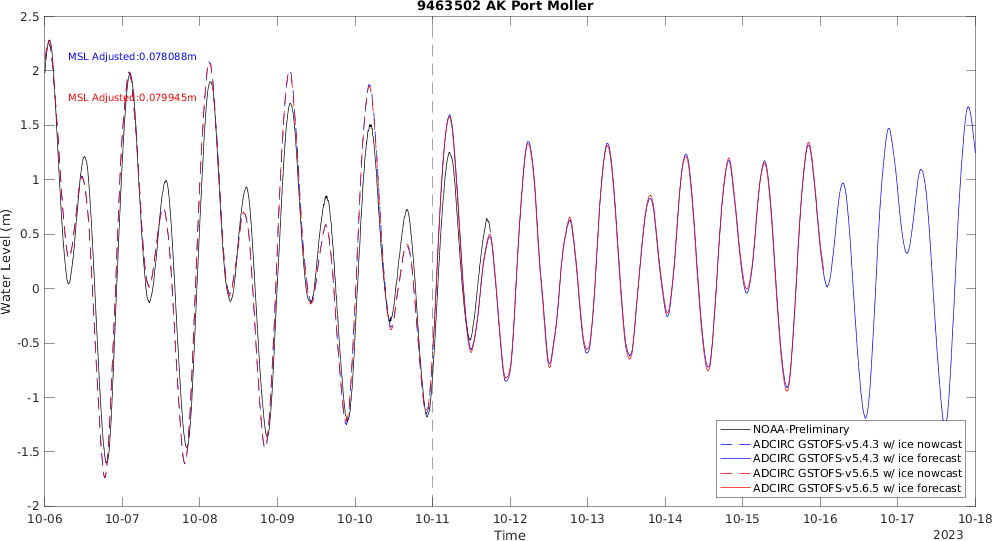 9463502 AK Port Moller
2.5
2
1.5
1
0.5
0
-0.5
-1
-1.5
-2
Water Level (m)
MSL Adjusted:0.078088m
MSL Adjusted:0.079945m
NOAA-Preliminary
ADCIRC GSTOFS-v5.4.3 w/ ice nowcast
ADCIRC GSTOFS-v5.4.3 w/ ice forecast
ADCIRC GSTOFS-v5.6.5 w/ ice nowcast
ADCIRC GSTOFS-v5.6.5 w/ ice forecast
10-06 10-07 10-08 10-09 10-10 10-11 10-12 10-13 10-14 10-15 10-16 10-17 10-18
Time
2023